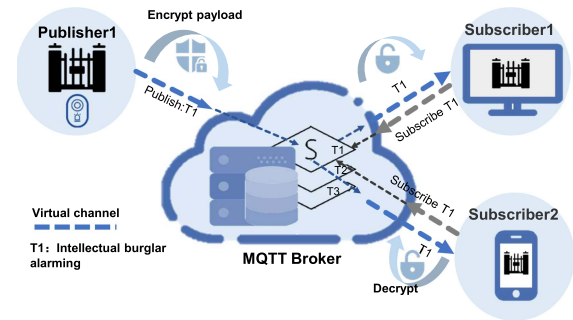 Encrypt payload
Publisher1
Subscriber1
Publish:T1
T1
Subscribe T1
S
T1
T2
T3
Subscribe T1
T1
Virtual channel
T1: Intellectual burglar
alarming
MQTT Broker
Subscriber2
Decrypt